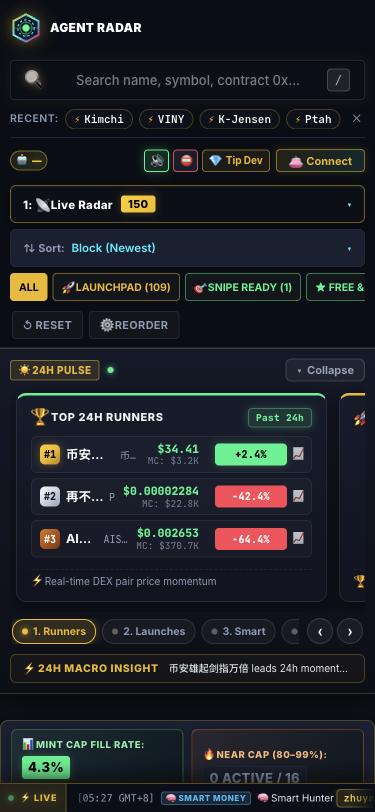 AGENT RADAR
Search name, symbol, contract 0x... /
RECENT: Kimchi VINY K-Jensen Ptah ×
— Tip Dev Connect
1: Live Radar 150
Sort: Block (Newest)
ALL LAUNCHPAD (109) SNIPE READY (1) FREE &
RESET REORDER
24H PULSE Collapse
TOP 24H RUNNERS Past 24h
#1 币安... 币... $34.41 +2.4%
MC: $3.2K
#2 再不... P $0.00002284 -42.4%
MC: $22.8K
#3 AI... AIS... $0.002653 -64.4%
MC: $370.7K
Real-time DEX pair price momentum
1. Runners 2. Launches 3. Smart ‹ ›
24H MACRO INSIGHT 币安雄起剑指万倍 leads 24h moment...
MINT CAP FILL RATE:
4.3%
NEAR CAP (80–99%):
0 ACTIVE / 16
LIVE [05:27 GMT+8] SMART MONEY Smart Hunter zhuy